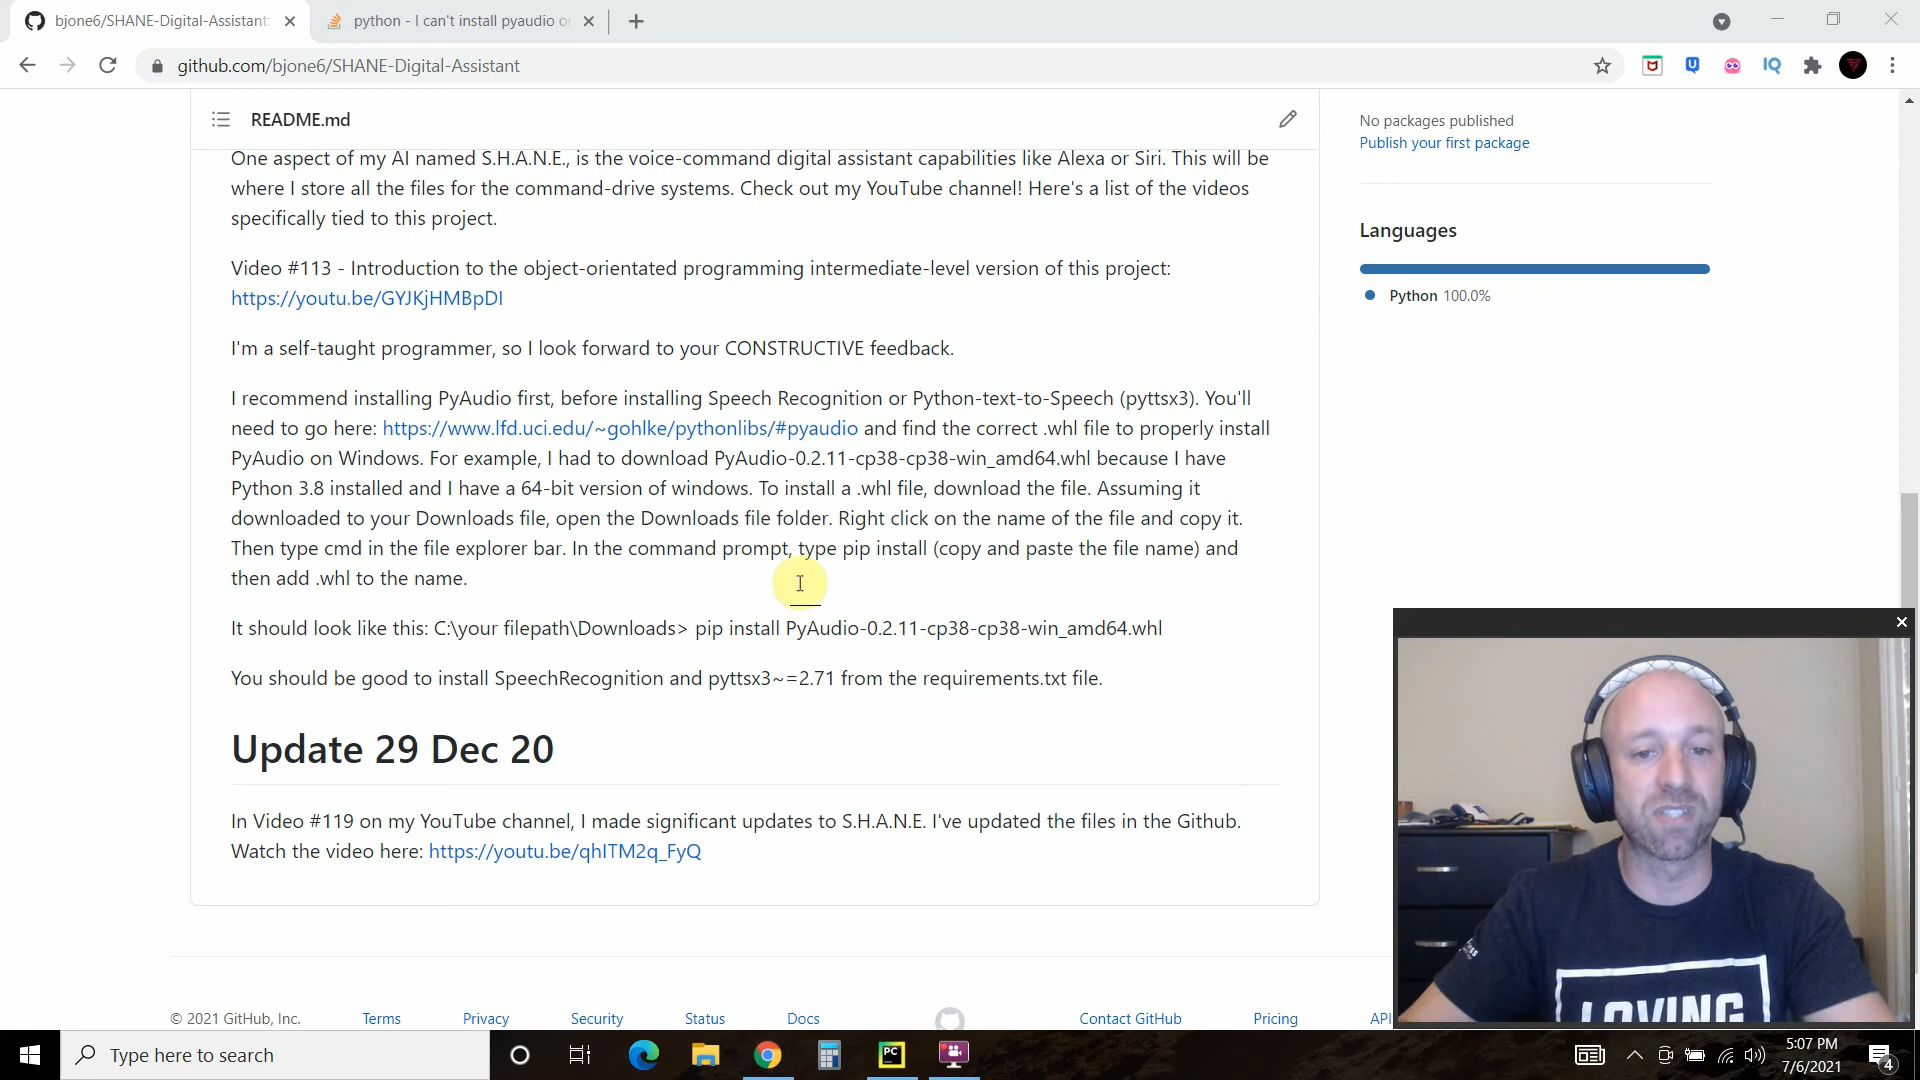 bjone6/SHANE-Digital-Assistant:
python - I can't install pyaudio on
github.com/bjone6/SHANE-Digital-Assistant
IQ
README.md
One aspect of my AI named S.H.A.N.E., is the voice-command digital assistant capabilities like Alexa or Siri. This will be
where I store all the files for the command-drive systems. Check out my YouTube channel! Here's a list of the videos
specifically tied to this project.
Video #113 - Introduction to the object-orientated programming intermediate-level version of this project:
https://youtu.be/GYJKjHMBpDI
I'm a self-taught programmer, so I look forward to your CONSTRUCTIVE feedback.
I recommend installing PyAudio first, before installing Speech Recognition or Python-text-to-Speech (pyttsx3). You'll
need to go here: https://www.lfd.uci.edu/~gohlke/pythonlibs/#pyaudio and find the correct .whl file to properly install
PyAudio on Windows. For example, I had to download PyAudio-0.2.11-cp38-cp38-win_amd64.whl because I have
Python 3.8 installed and I have a 64-bit version of windows. To install a .whl file, download the file. Assuming it
downloaded to your Downloads file, open the Downloads file folder. Right click on the name of the file and copy it.
Then type cmd in the file explorer bar. In the command prompt, type pip install (copy and paste the file name) and
then add .whl to the name.
It should look like this: C:\your filepath\Downloads> pip install PyAudio-0.2.11-cp38-cp38-win_amd64.whl
You should be good to install SpeechRecognition and pyttsx3~=2.71 from the requirements.txt file.
Update 29 Dec 20
In Video #119 on my YouTube channel, I made significant updates to S.H.A.N.E. I've updated the files in the Github.
Watch the video here: https://youtu.be/qhITM2q_FyQ
No packages published
Publish your first package
Languages
Python 100.0%
LOVING
© 2021 GitHub, Inc.
Terms
Privacy
Security
Status
Docs
Contact GitHub
Pricing
API
Type here to search
PC
5:07 PM
7/6/2021
4